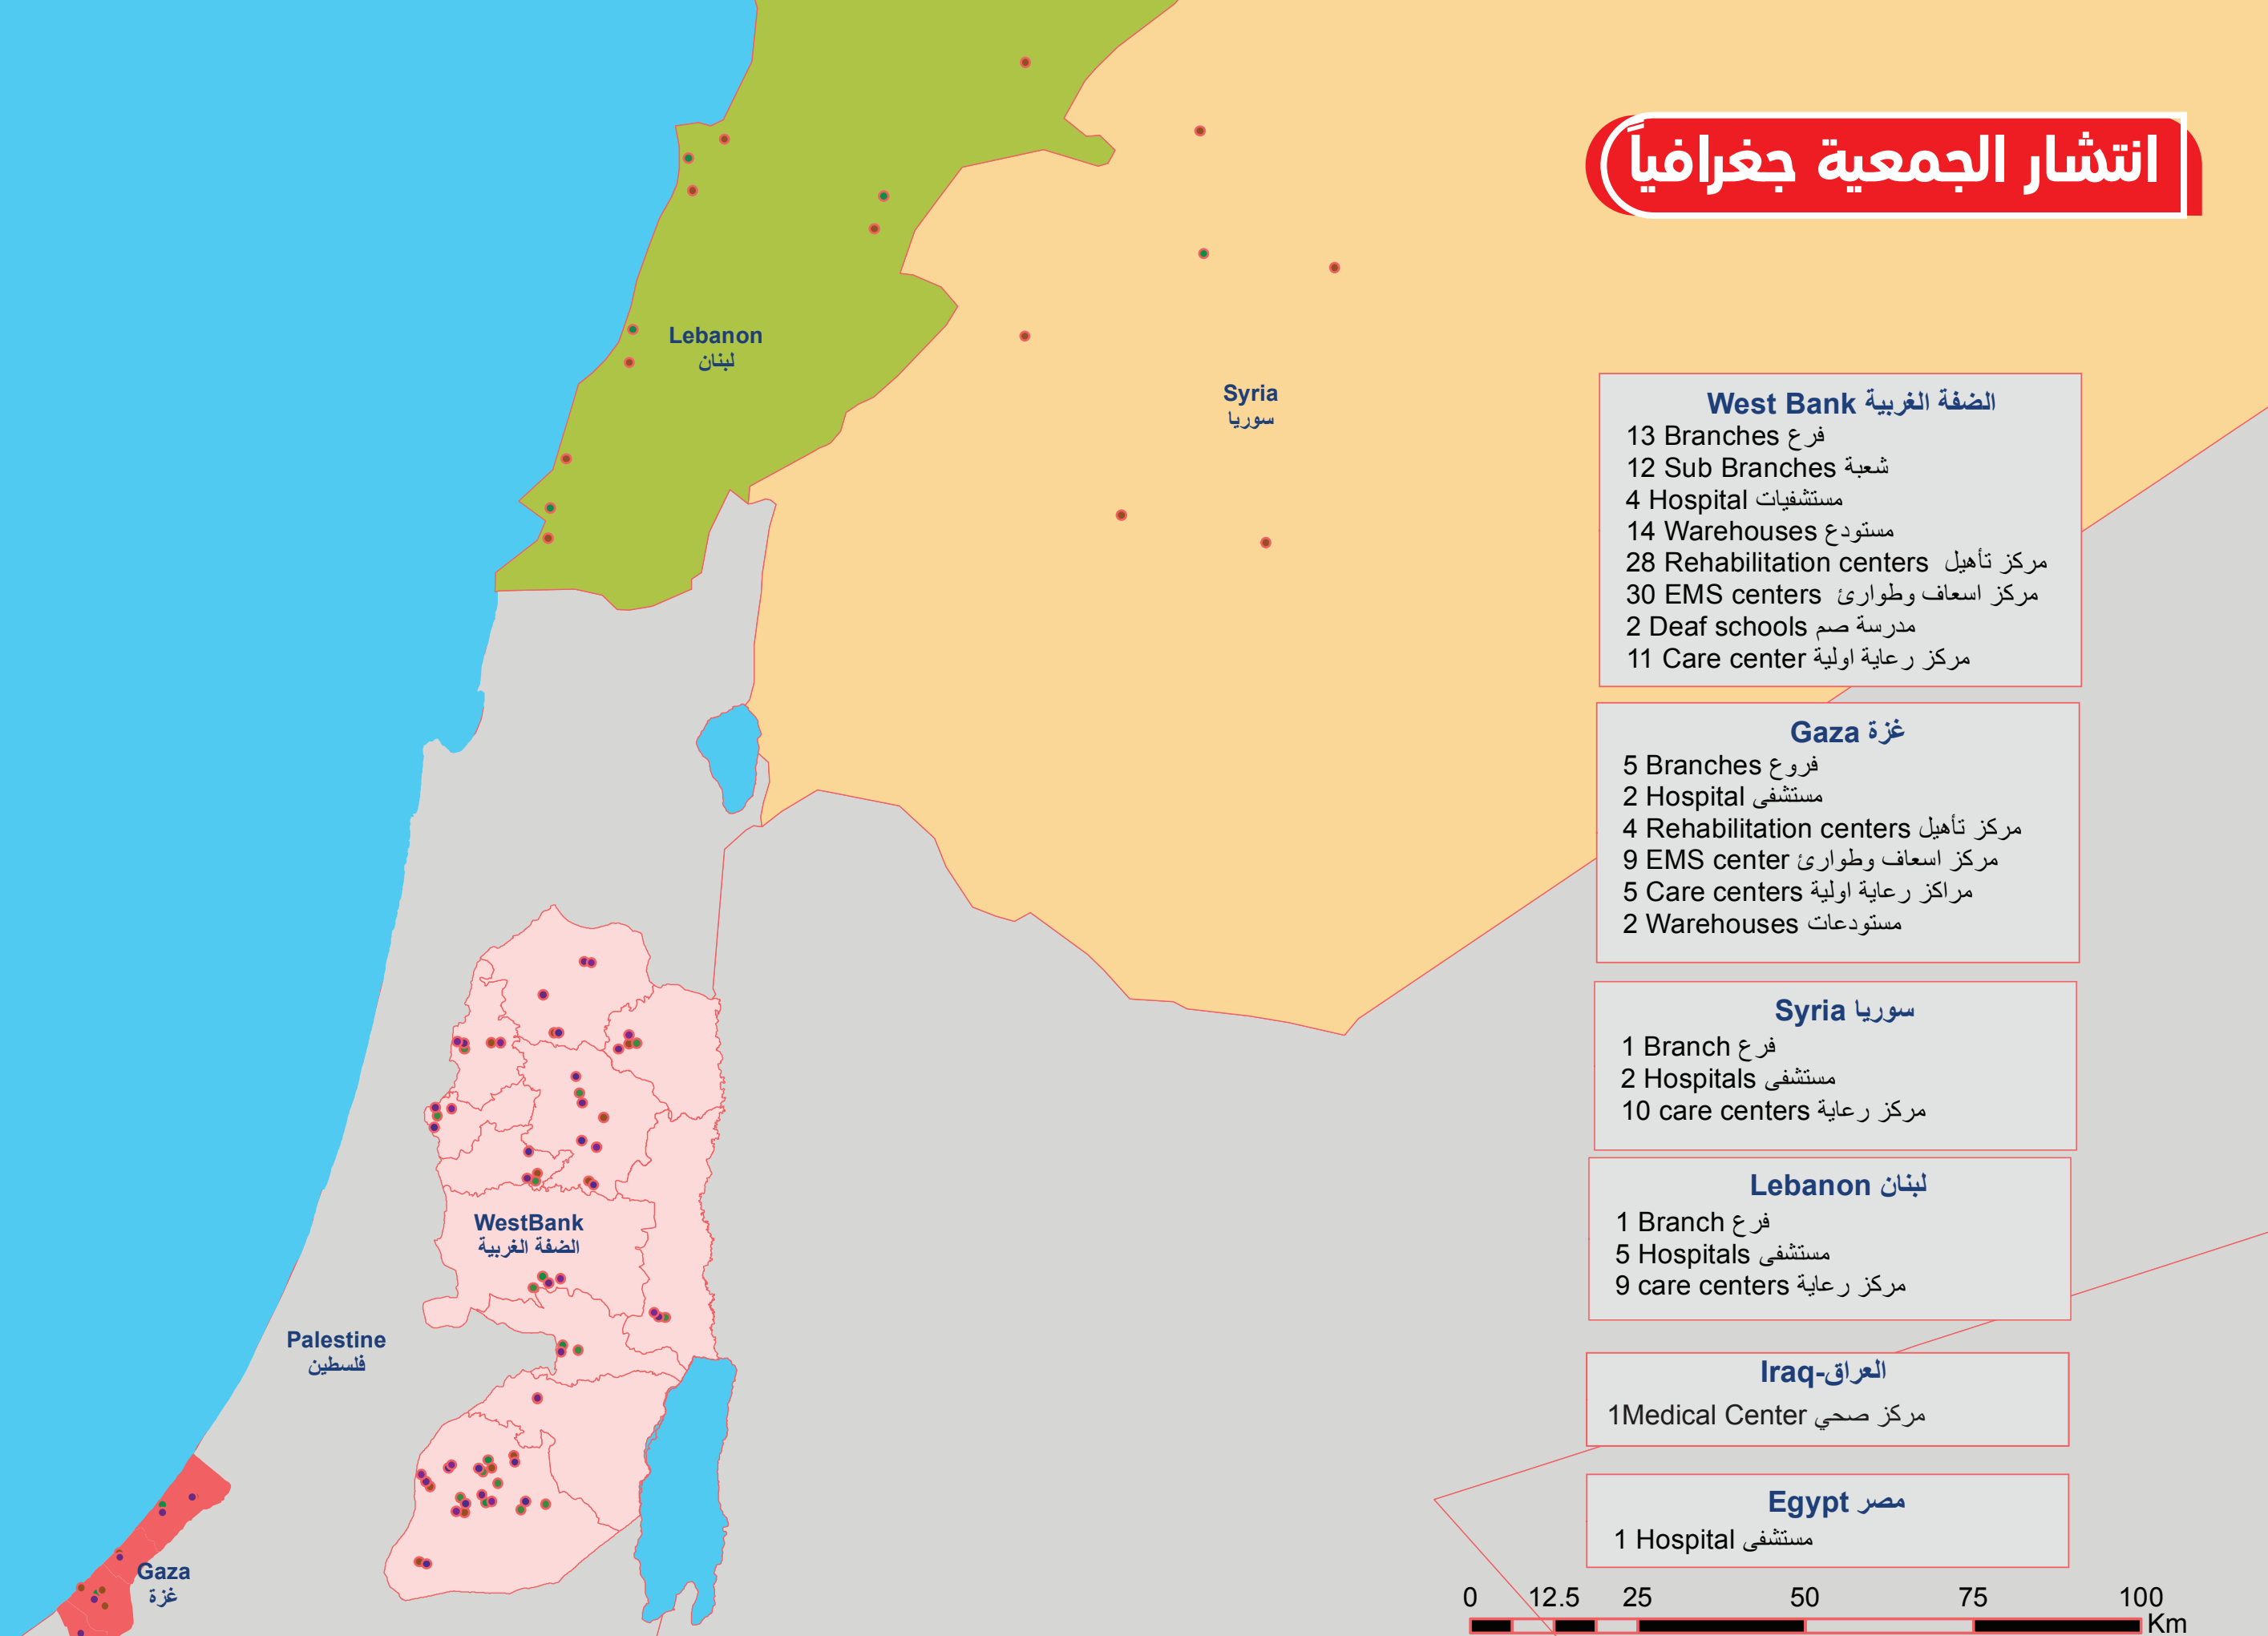 انتشار الجمعية جغرافياً
Lebanon
لبنان
Syria
سوريا
West Bank الضفة الغربية
13 Branches فرع
12 Sub Branches شعبة
4 Hospital مستشفيات
14 Warehouses مستودع
28 Rehabilitation centers مركز تأهيل
30 EMS centers مركز اسعاف وطوارئ
2 Deaf schools مدرسة صم
11 Care center مركز رعاية اولية
Gaza غزة
5 Branches فروع
2 Hospital مستشفى
4 Rehabilitation centers مركز تأهيل
9 EMS center مركز اسعاف وطوارئ
5 Care centers مراكز رعاية اولية
2 Warehouses مستودعات
Syria سوريا
1 Branch فرع
2 Hospitals مستشفى
10 care centers مركز رعاية
Lebanon لبنان
1 Branch فرع
5 Hospitals مستشفى
9 care centers مركز رعاية
Iraq-العراق
1Medical Center مركز صحي
Egypt مصر
1 Hospital مستشفى
WestBank
الضفة الغربية
Palestine
فلسطين
Gaza
غزة
0 12.5 25 50 75 100
Km